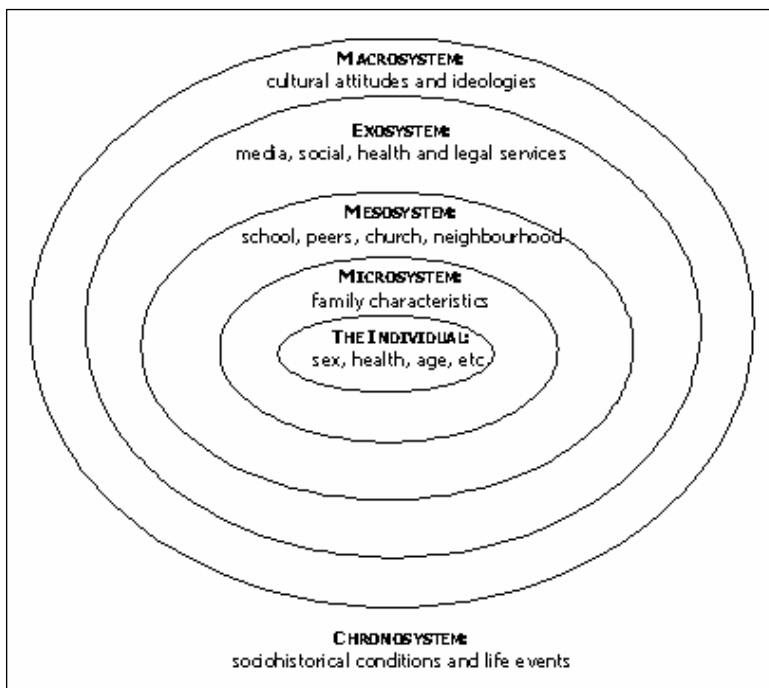 MACROSYSTEM:
cultural attitudes and ideologies
EXOSYSTEM:
media, social, health and legal services
MESOSYSTEM:
school, peers, church, neighbourhood
MICROSYSTEM:
family characteristics
THE INDIVIDUAL:
sex, health, age, etc
CHRONOSYSTEM:
sociohistorical conditions and life events